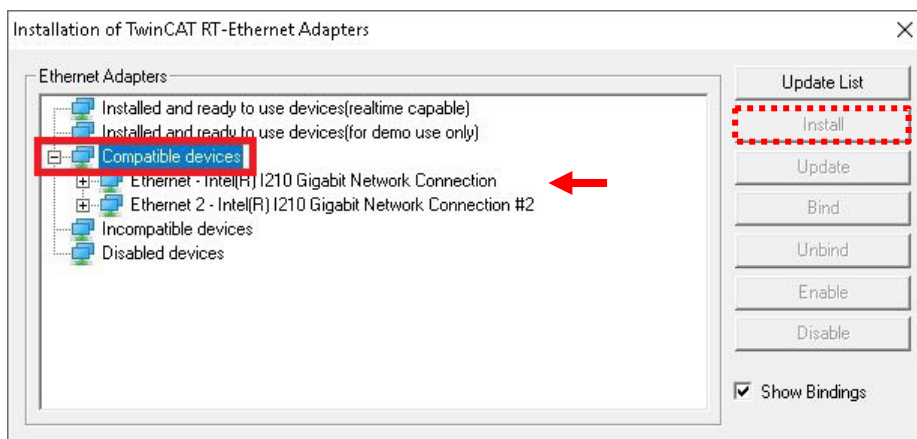 Installation of TwinCAT RT-Ethernet Adapters
Ethernet Adapters
Installed and ready to use devices(realtime capable)
Installed and ready to use devices(for demo use only)
Compatible devices
Ethernet - Intel(R) I210 Gigabit Network Connection
Ethernet 2 - Intel(R) I210 Gigabit Network Connection #2
Incompatible devices
Disabled devices
Update List
Install
Update
Bind
Unbind
Enable
Disable
Show Bindings